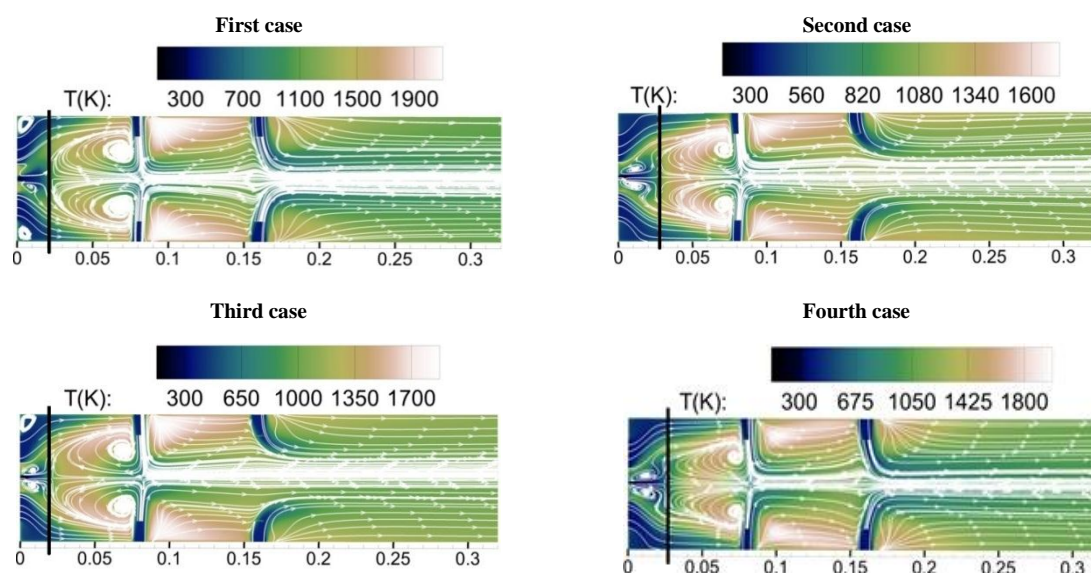 First case
Second case
T(K): 300 700 1100 1500 1900
T(K): 300 560 820 1080 1340 1600
0 0.05 0.1 0.15 0.2 0.25 0.3
0 0.05 0.1 0.15 0.2 0.25 0.3
Third case
Fourth case
T(K): 300 650 1000 1350 1700
T(K): 300 675 1050 1425 1800
0 0.05 0.1 0.15 0.2 0.25 0.3
0 0.05 0.1 0.15 0.2 0.25 0.3